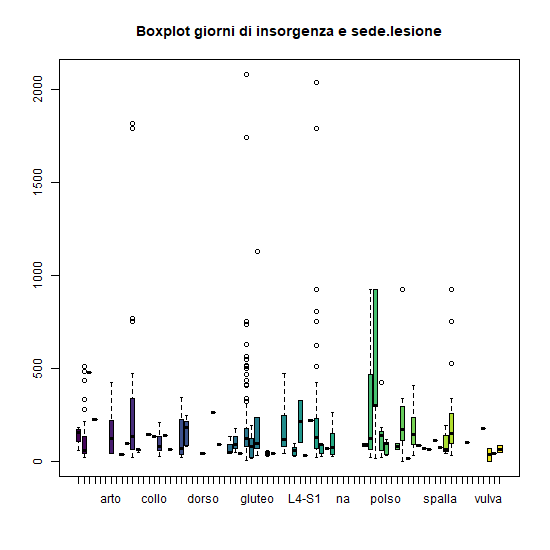 Boxplot giorni di insorgenza e sede.lesione
2000
1500
1000
500
0
arto collo dorso gluteo L4-S1 na polso spalla vulva